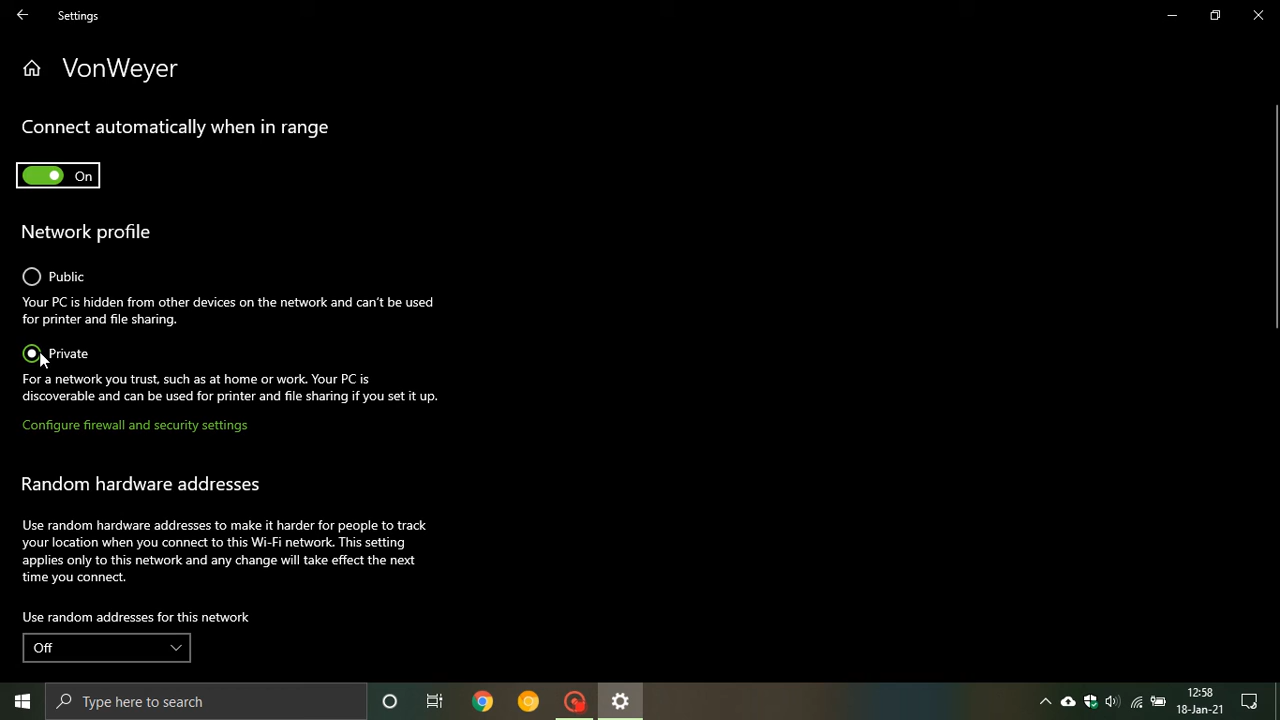 Settings
VonWeyer
Connect automatically when in range
On
Network profile
Public
Your PC is hidden from other devices on the network and can't be used
for printer and file sharing.
Private
For a network you trust, such as at home or work. Your PC is
discoverable and can be used for printer and file sharing if you set it up.
Configure firewall and security settings
Random hardware addresses
Use random hardware addresses to make it harder for people to track
your location when you connect to this Wi-Fi network. This setting
applies only to this network and any change will take effect the next
time you connect.
Use random addresses for this network
Off
Type here to search
12:58
18-Jan-21